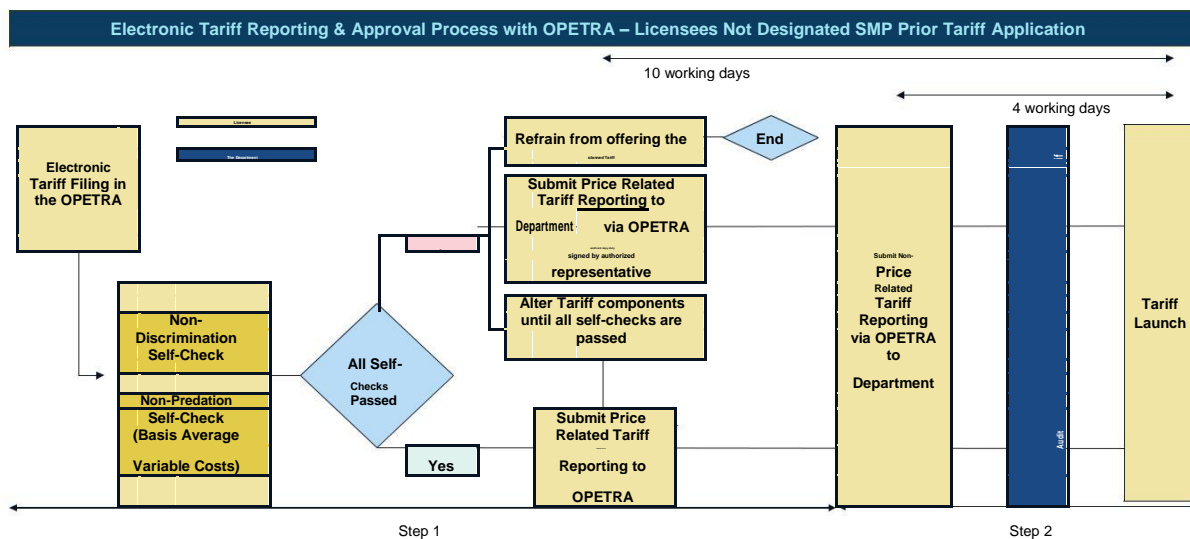 Electronic Tariff Reporting & Approval Process with OPETRA – Licensees Not Designated SMP Prior Tariff Application
10 working days
4 working days
Licensee
The Department
Electronic
Tariff Filing in
the OPETRA
Refrain from offering the
planned Tariff
End
Submit Price Related
Tariff Reporting to
Department via OPETRA
signed by authorized
representative
Alter Tariff components
until all self-checks are
passed
Non-
Discrimination
Self-Check
Non-Predation
Self-Check
(Basis Average
Variable Costs)
All Self-
Checks
Passed
Yes
Submit Price
Related Tariff
Reporting to
OPETRA
Submit Non-
Price
Related
Tariff
Reporting
via OPETRA
to
Department
Audit
Tariff
Launch
Step 1
Step 2